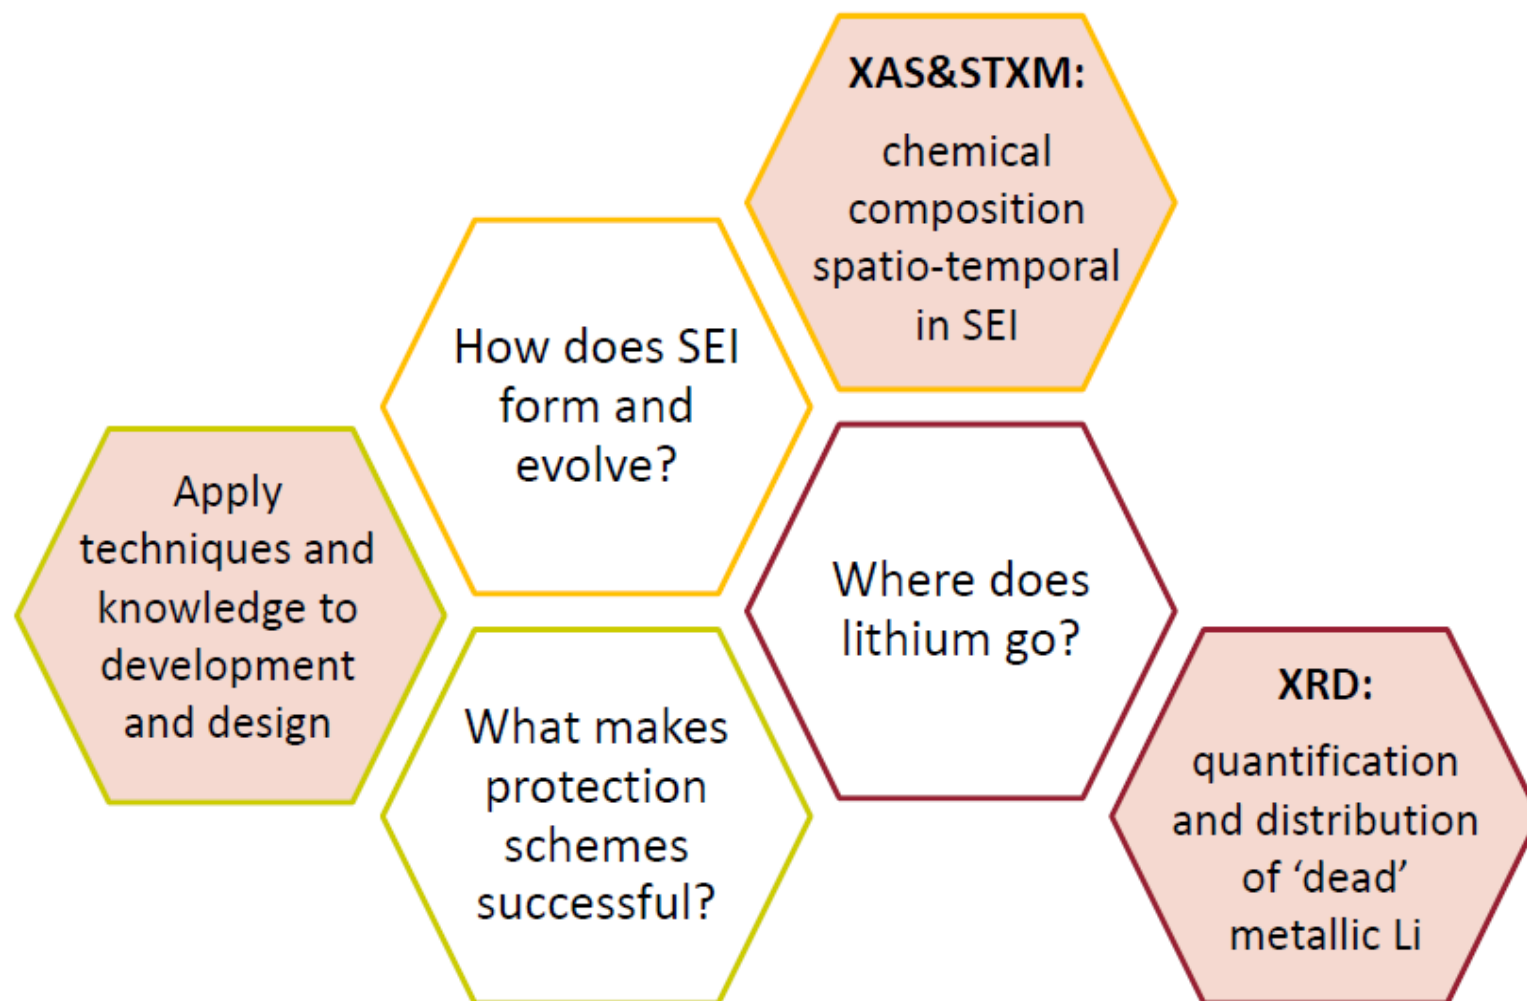 XAS&STXM:
chemical
composition
spatio-temporal
in SEI
How does SEI
form and
evolve?
Apply
techniques and
knowledge to
development
and design
Where does
lithium go?
What makes
protection
schemes
successful?
XRD:
quantification
and distribution
of ‘dead’
metallic Li